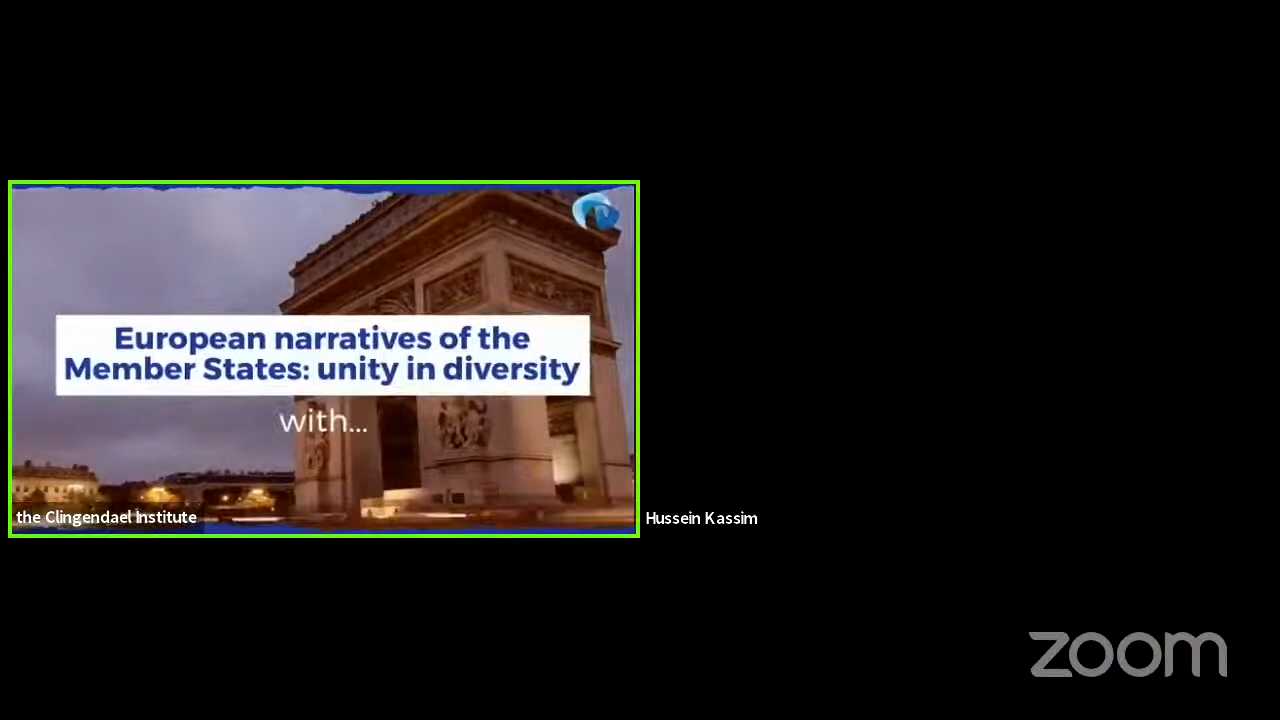 European narratives of the
Member States: unity in diversity
with...
the Clingendael Institute
Hussein Kassim
zoom